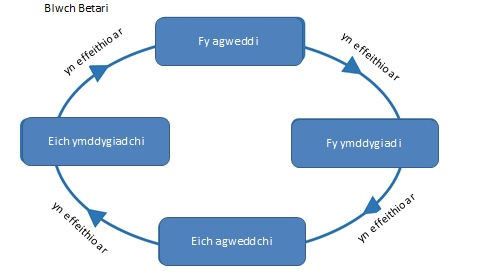 Blwch Betari
Fy agwedd i
yn effeithio ar
yn effeithio ar
Eich ymddygiad chi
Fy ymddygiad i
yn effeithio ar
yn effeithio ar
Eich agwedd chi